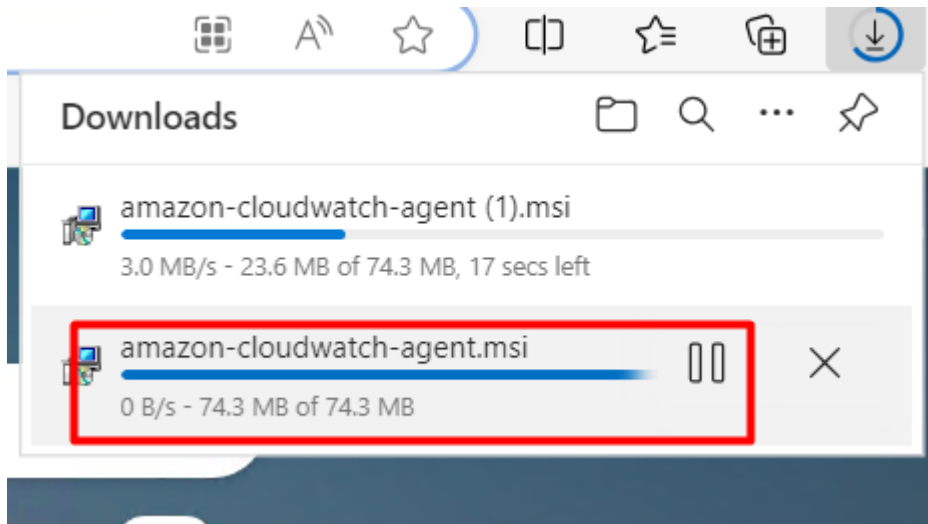 Downloads
amazon-cloudwatch-agent (1).msi
3.0 MB/s - 23.6 MB of 74.3 MB, 17 secs left
amazon-cloudwatch-agent.msi
0 B/s - 74.3 MB of 74.3 MB